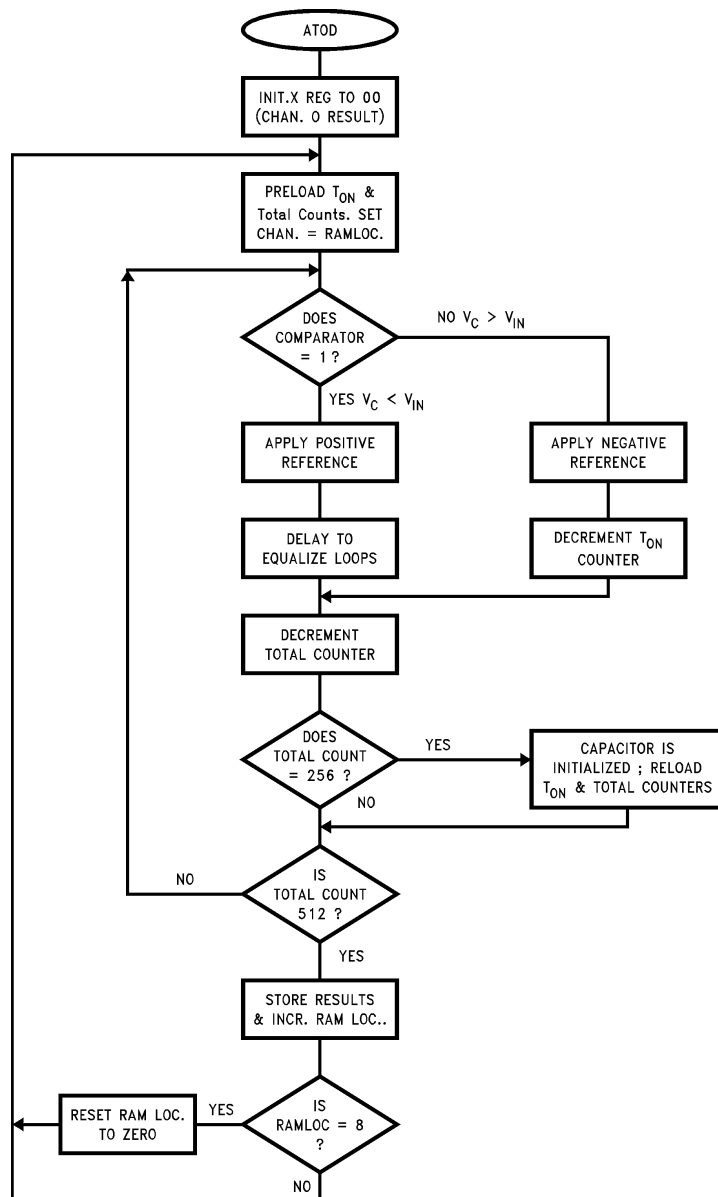 ATOD
INIT.X REG TO 00
(CHAN. O RESULT)
PRELOAD TON &
Total Counts. SET
CHAN. = RAMLOC.
DOES
COMPARATOR
= 1 ?
NO VC > VIN
YES VC < VIN
APPLY POSITIVE
REFERENCE
APPLY NEGATIVE
REFERENCE
DELAY TO
EQUALIZE LOOPS
DECREMENT TON
COUNTER
DECREMENT
TOTAL COUNTER
DOES
TOTAL COUNT
= 256 ?
YES
CAPACITOR IS
INITIALIZED ; RELOAD
TON & TOTAL COUNTERS
NO
IS
TOTAL COUNT
512 ?
NO
YES
STORE RESULTS
& INCR. RAM LOC..
IS
RAMLOC = 8
?
YES
RESET RAM LOC.
TO ZERO
NO